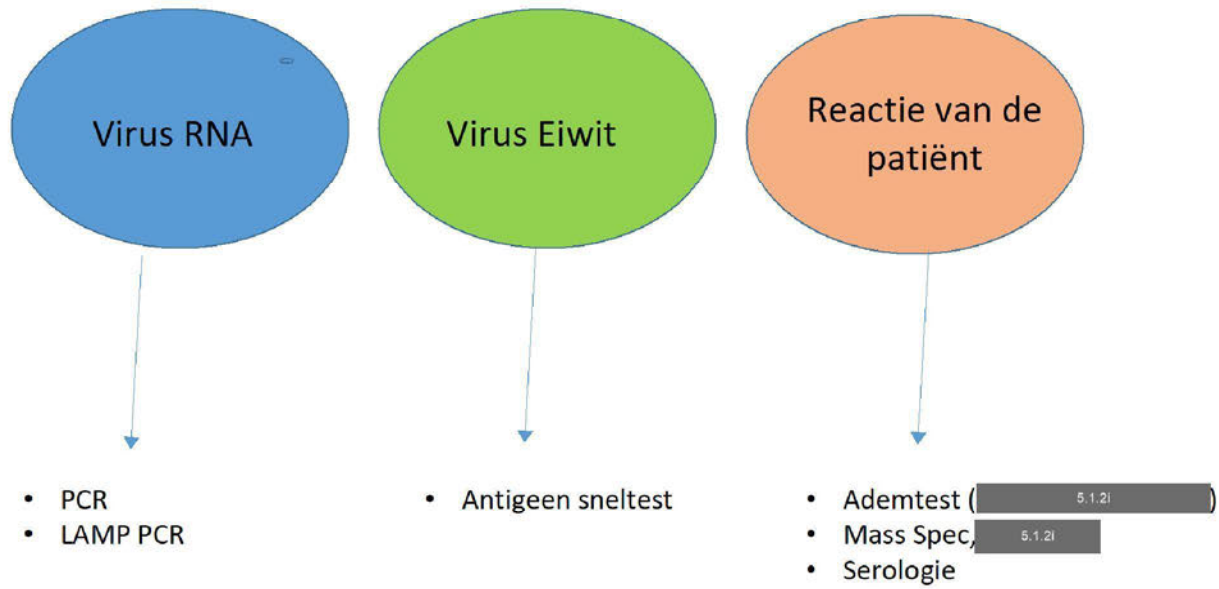 Virus RNA
Virus Eiwit
Reactie van de
patiënt
• PCR
• LAMP PCR
• Antigeen sneltest
• Ademtest ( 5.1.2i )
• Mass Spec, 5.1.2i
• Serologie